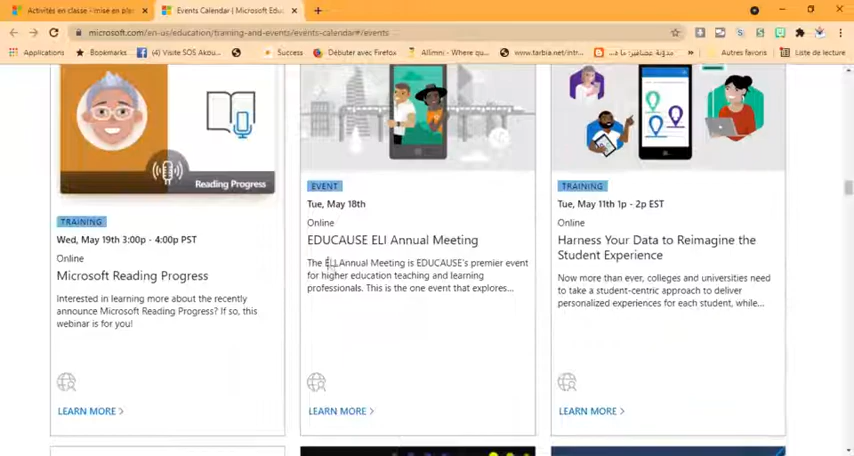 Activités en classe - mise en pla
Events Calendar | Microsoft Edu
microsoft.com/en-us/education/training-and-events/events-calendar#/events
Applications
Bookmarks
(4) Visite SOS Akou...
Success
Débuter avec Firefox
Allimni - Where qu...
www.tarbia.net/intr...
مدونة عصافير: ما ة...
Autres favoris
Liste de lecture
Reading Progress
TRAINING
Wed, May 19th 3:00p - 4:00p PST
Online
Microsoft Reading Progress
Interested in learning more about the recently
announce Microsoft Reading Progress? If so, this
webinar is for you!
LEARN MORE >
EVENT
Tue, May 18th
Online
EDUCAUSE ELI Annual Meeting
The ELI Annual Meeting is EDUCAUSE's premier event
for higher education teaching and learning
professionals. This is the one event that explores...
LEARN MORE >
TRAINING
Tue, May 11th 1p - 2p EST
Online
Harness Your Data to Reimagine the
Student Experience
Now more than ever, colleges and universities need
to take a student-centric approach to deliver
personalized experiences for each student, while...
LEARN MORE >